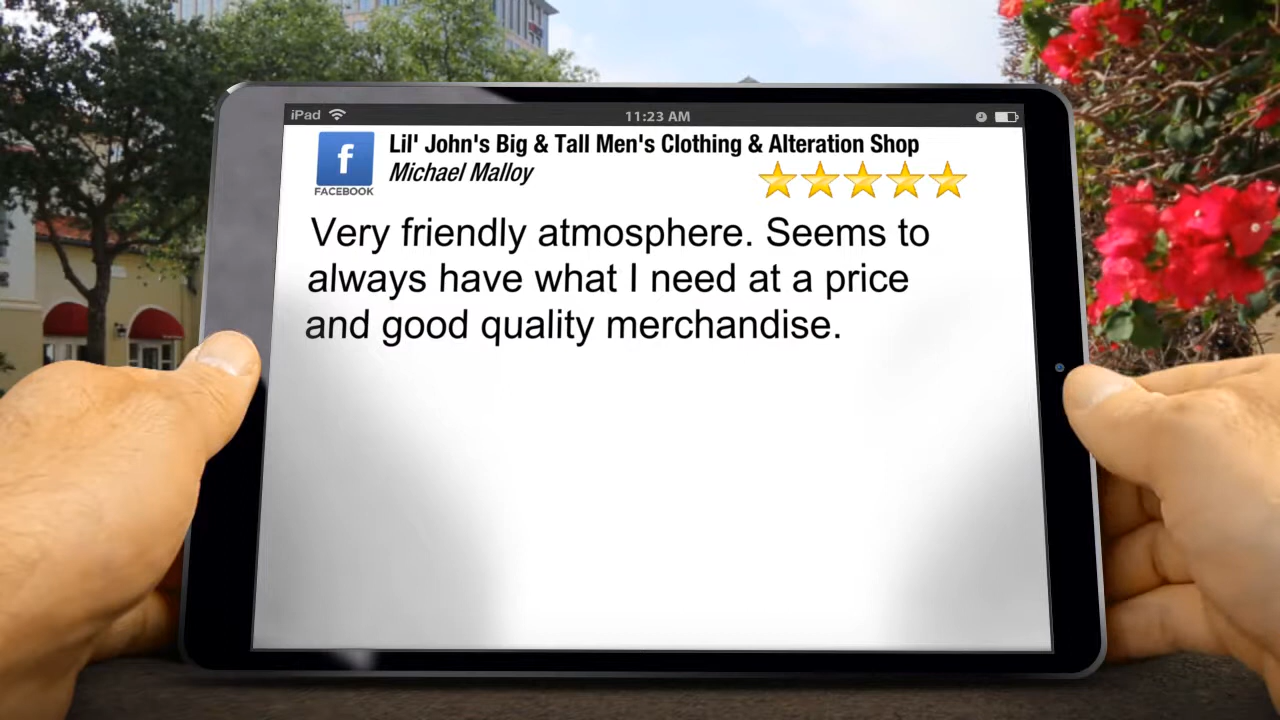 iPad 11:23 AM
f
FACEBOOK
Lil' John's Big & Tall Men's Clothing & Alteration Shop
Michael Malloy
Very friendly atmosphere. Seems to
always have what I need at a price
and good quality merchandise.